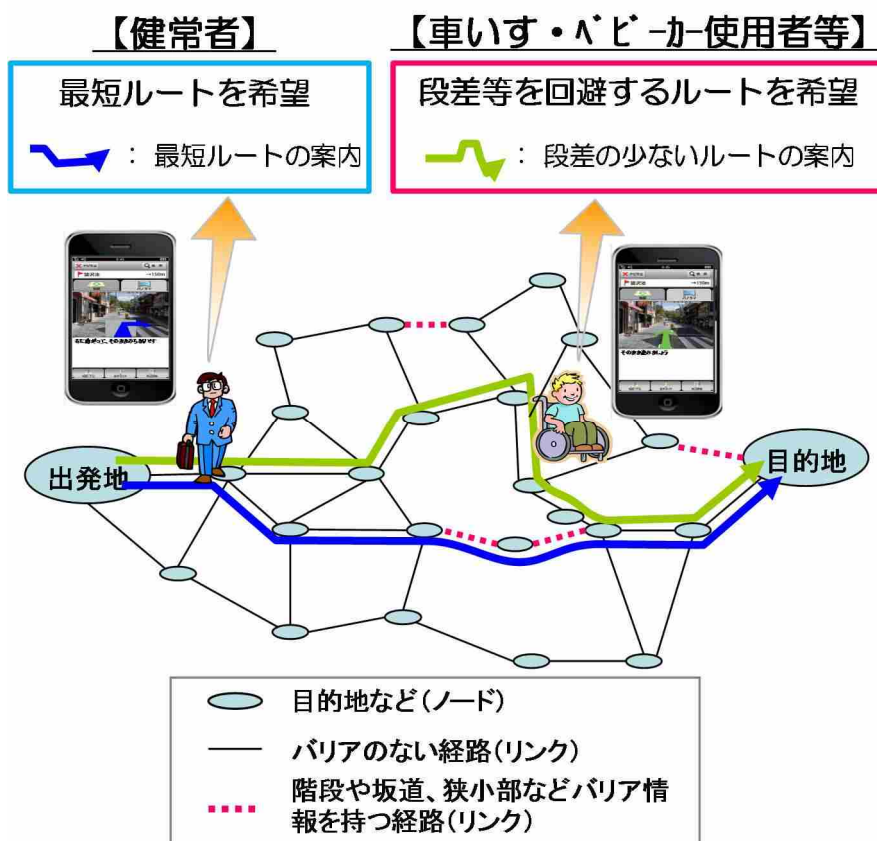 【健常者】
【車いす・ベビーカー使用者等】
最短ルートを希望
：最短ルートの案内
段差等を回避するルートを希望
：段差の少ないルートの案内
出発地
目的地
目的地など（ノード）
バリアのない経路（リンク）
階段や坂道、狭小部などバリア情
報を持つ経路（リンク）